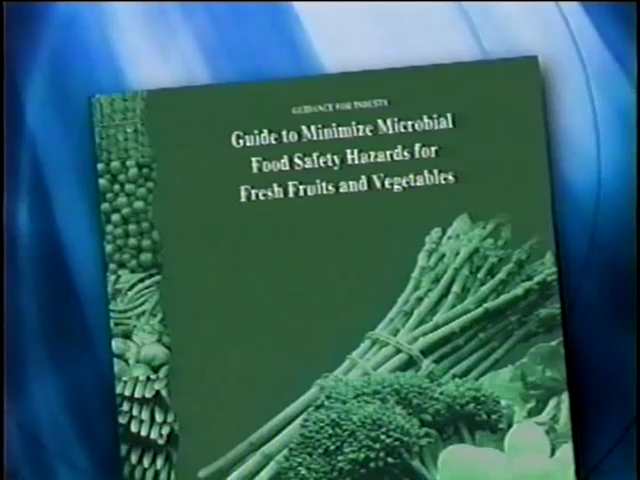 GUIDANCE FOR INDUSTRY
Guide to Minimize Microbial
Food Safety Hazards for
Fresh Fruits and Vegetables